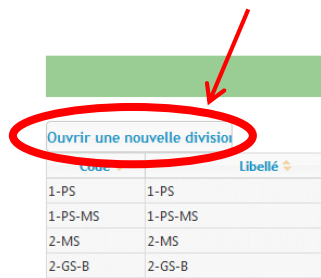 Ouvrir une nouvelle division
Code Libellé
1-PS 1-PS
1-PS-MS 1-PS-MS
2-MS 2-MS
2-GS-B 2-GS-B